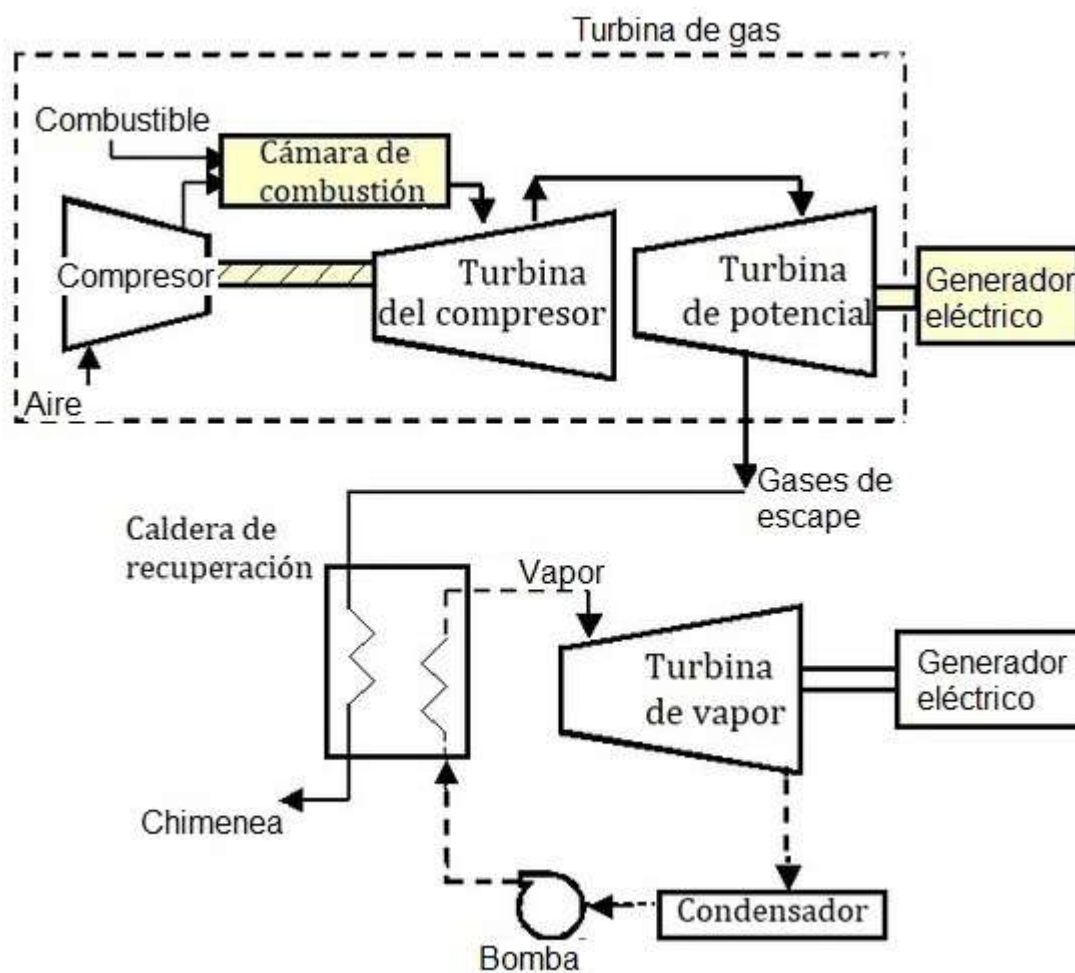 Turbina de gas
Combustible
Cámara de
combustión
Compresor
Turbina
del compresor
Turbina
de potencial
Generador
eléctrico
Aire
Gases de
escape
Caldera de
recuperación
Vapor
Turbina
de vapor
Generador
eléctrico
Chimenea
Condensador
Bomba